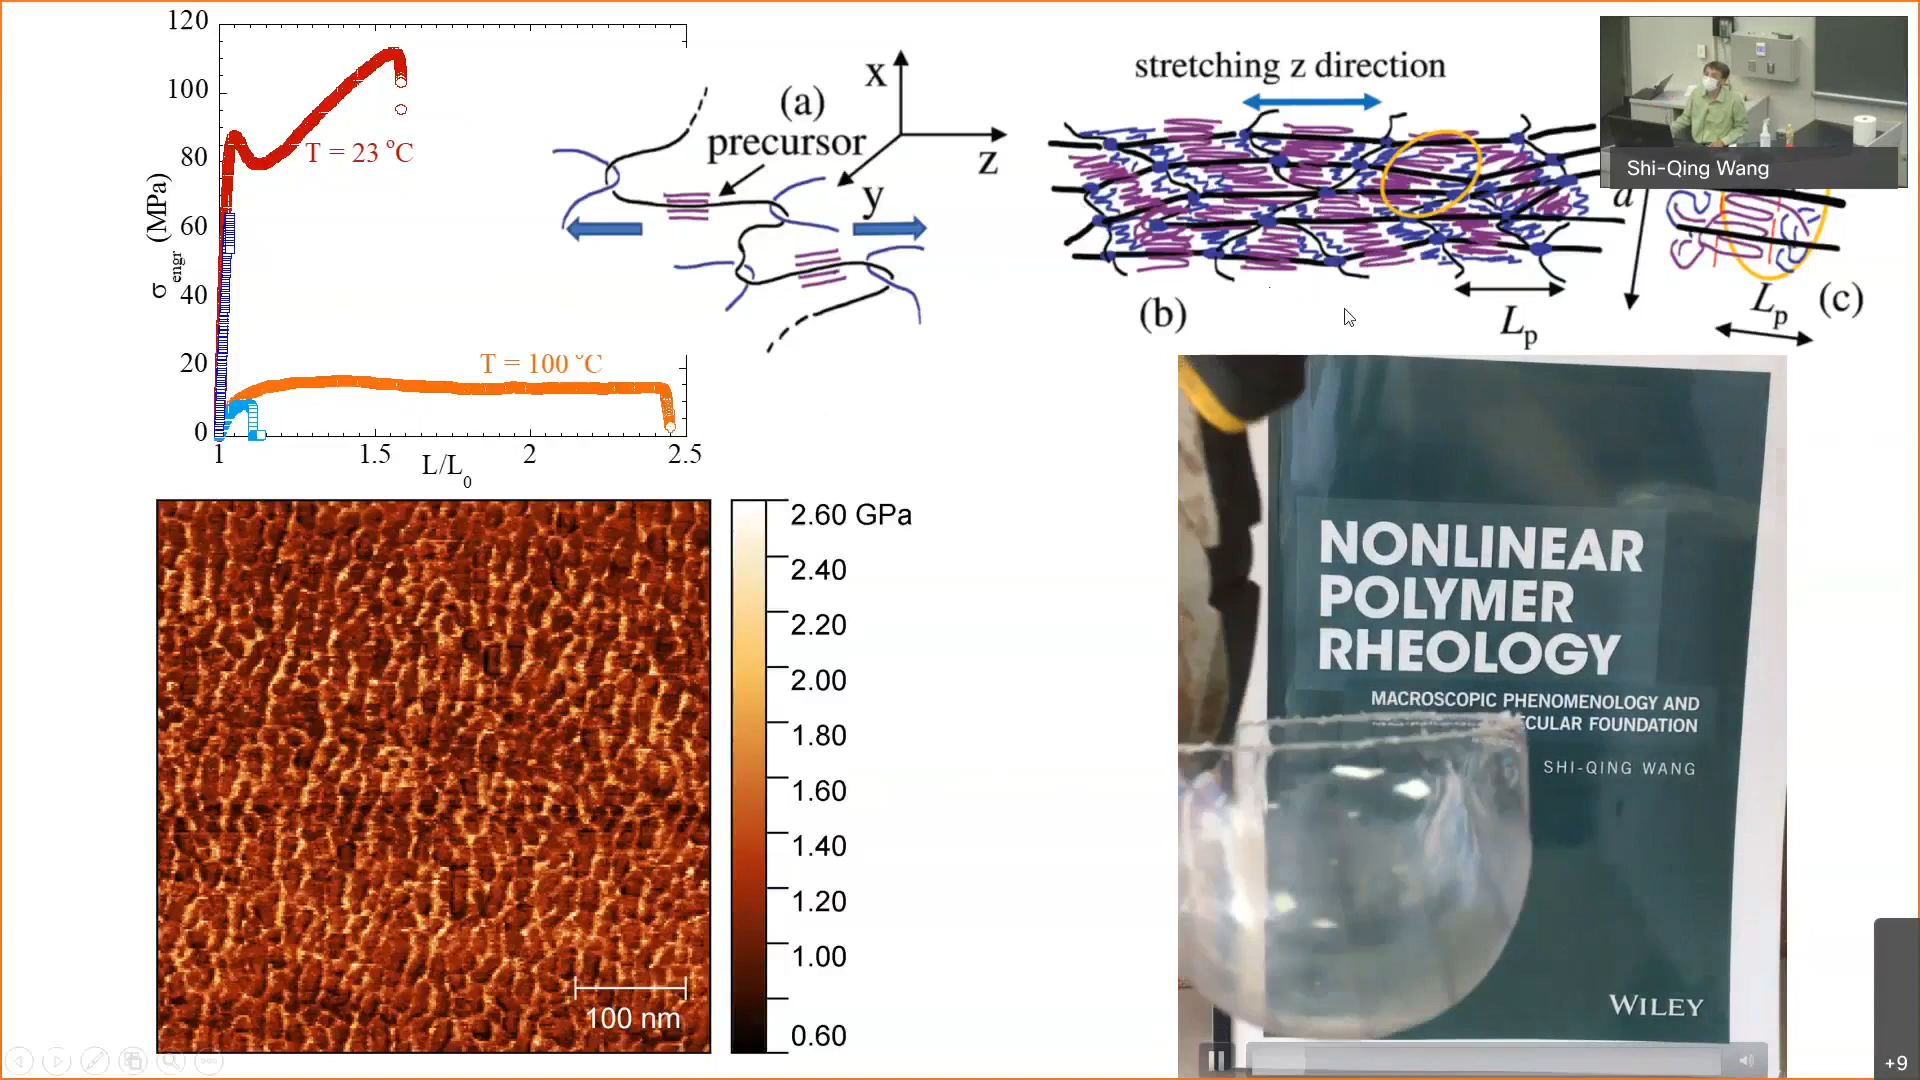 120
100
80
60
40
20
0
σengr (MPa)
T = 23 °C
T = 100 °C
1
1.5
2
2.5
L/L0
(a)
precursor
x
z
y
stretching z direction
(b)
Lp
d
Lp
(c)
Shi-Qing Wang
2.60 GPa
2.40
2.20
2.00
1.80
1.60
1.40
1.20
1.00
0.60
100 nm
NONLINEAR
POLYMER
RHEOLOGY
MACROSCOPIC PHENOMENOLOGY AND
ECULAR FOUNDATION
SHI-QING WANG
WILEY
+9